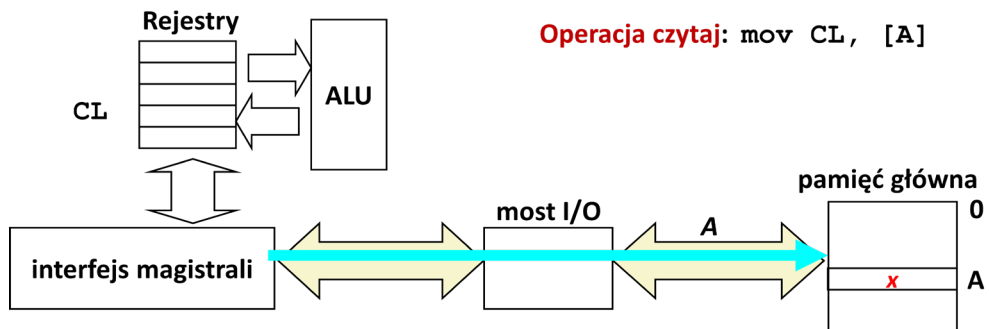 Rejestry
Operacja czytaj: mov CL, [A]
ALU
CL
pamięć główna
most I/O
0
A
interfejs magistrali
x
A